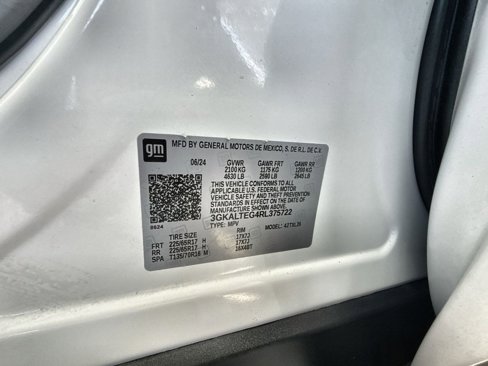 gm
MFD BY GENERAL MOTORS DE MEXICO, S. DE R.L. DE C.V.
06/24 GVWR GAWR FRT GAWR RR
2100 KG 1175 KG 1200 KG
4630 LB 2590 LB 2645 LB
THIS VEHICLE CONFORMS TO ALL
APPLICABLE U.S. FEDERAL MOTOR
VEHICLE SAFETY AND THEFT PREVENTION
STANDARDS IN EFFECT ON THE DATE OF
MANUFACTURE SHOWN ABOVE.
3GKALTEG4RL375722
TYPE: MPV MODEL:
0624
TIRE SIZE RIM
FRT 225/65R17 H 17X7J
RR 225/65R17 H 17X7J
SPA T135/70R16 M 16X4BT